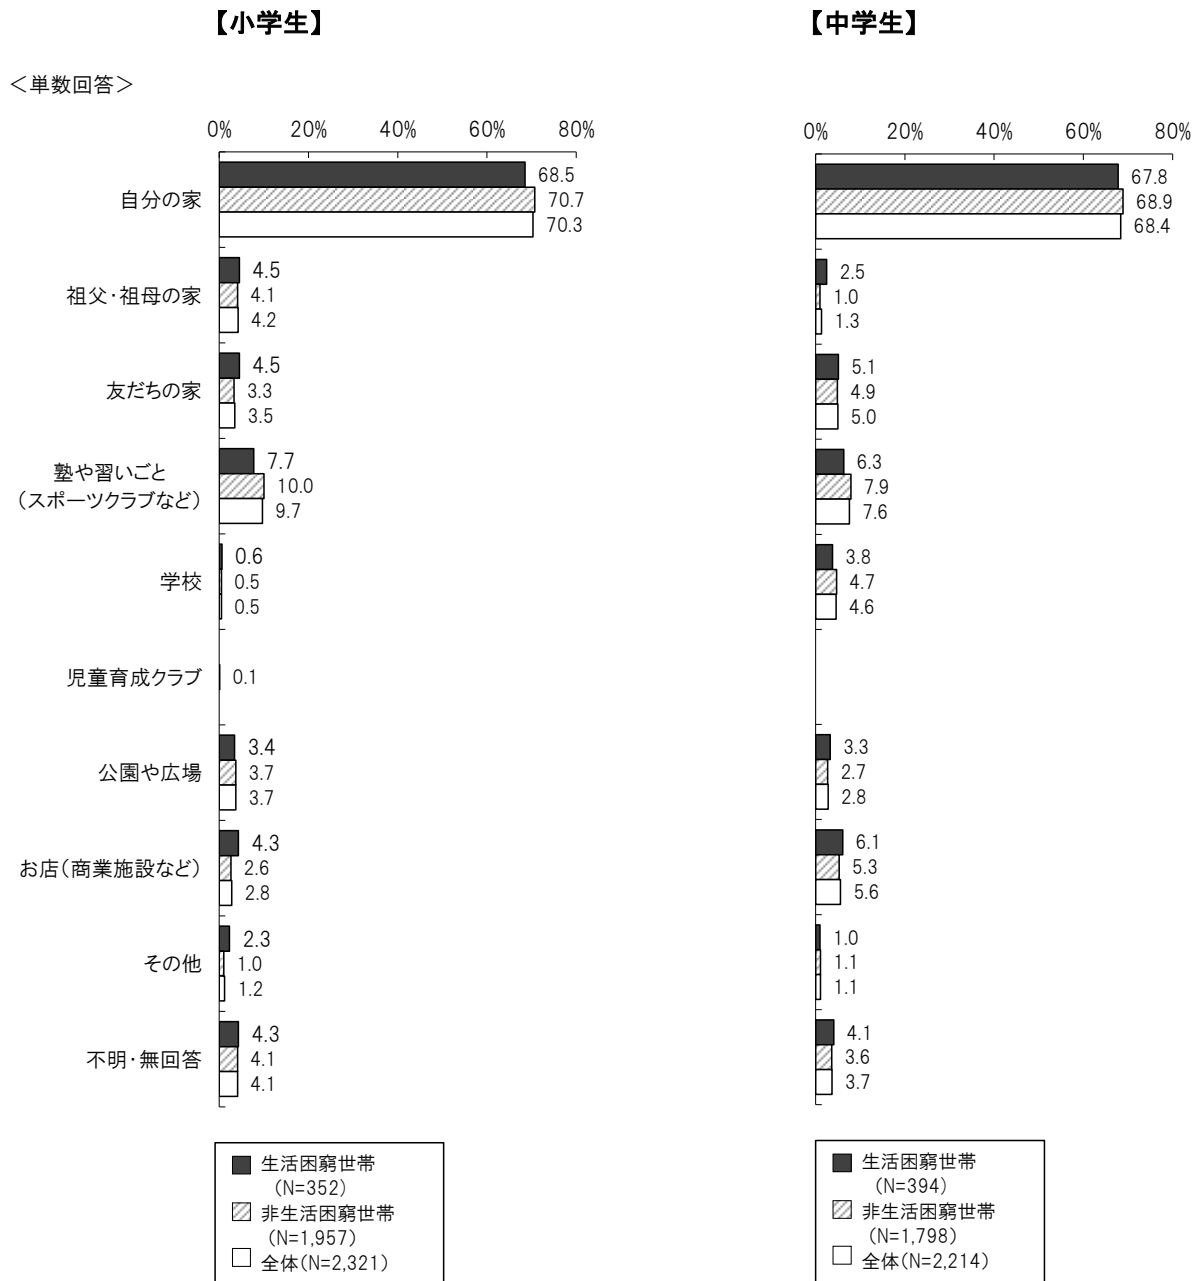 【小学生】
【中学生】
＜単数回答＞
0% 20% 40% 60% 80%
0% 20% 40% 60% 80%
自分の家
68.5
70.7
70.3
67.8
68.9
68.4
祖父・祖母の家
4.5
4.1
4.2
2.5
1.0
1.3
友だちの家
4.5
3.3
3.5
5.1
4.9
5.0
塾や習いごと
（スポーツクラブなど）
7.7
10.0
9.7
6.3
7.9
7.6
学校
0.6
0.5
0.5
3.8
4.7
4.6
児童育成クラブ
0.1
公園や広場
3.4
3.7
3.7
3.3
2.7
2.8
お店（商業施設など）
4.3
2.6
2.8
6.1
5.3
5.6
その他
2.3
1.0
1.2
1.0
1.1
1.1
不明・無回答
4.3
4.1
4.1
4.1
3.6
3.7
生活困窮世帯
（N=352）
非生活困窮世帯
（N=1,957）
全体（N=2,321）
生活困窮世帯
（N=394）
非生活困窮世帯
（N=1,798）
全体（N=2,214）